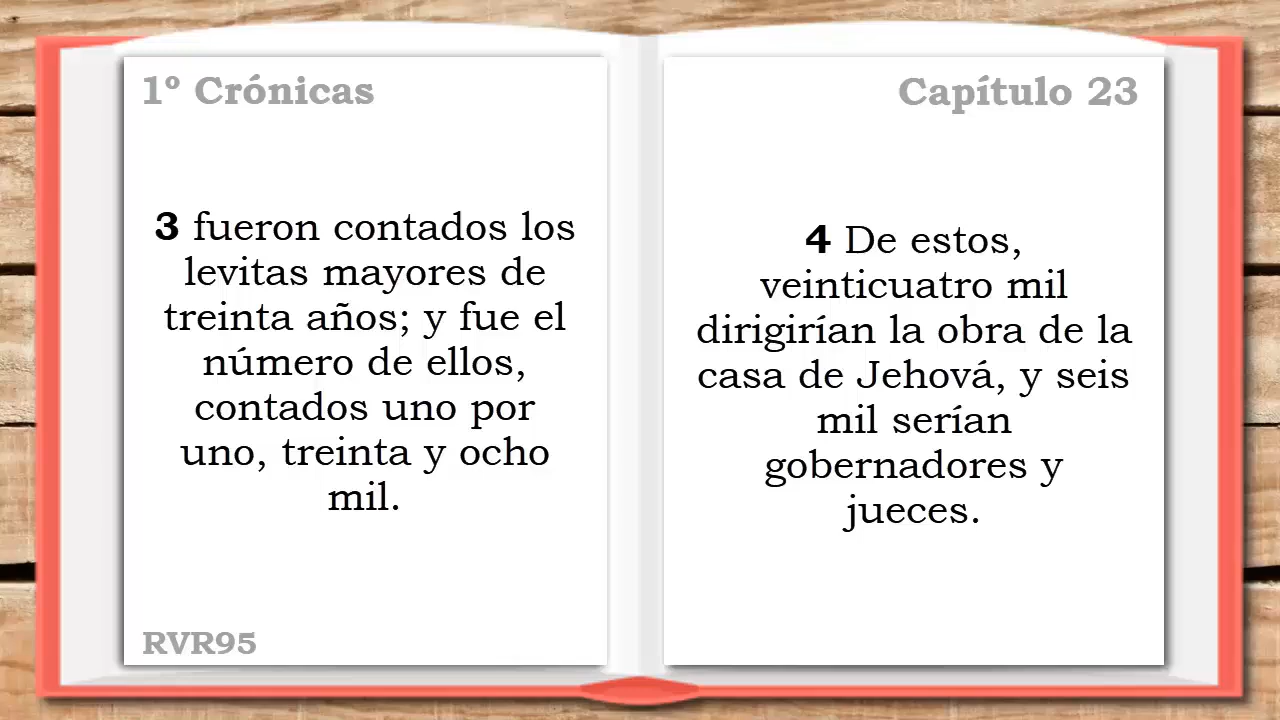 1º Crónicas
3 fueron contados los
levitas mayores de
treinta años; y fue el
número de ellos,
contados uno por
uno, treinta y ocho
mil.
RVR95
Capítulo 23
4 De estos,
veinticuatro mil
dirigirían la obra de la
casa de Jehová, y seis
mil serían
gobernadores y
jueces.